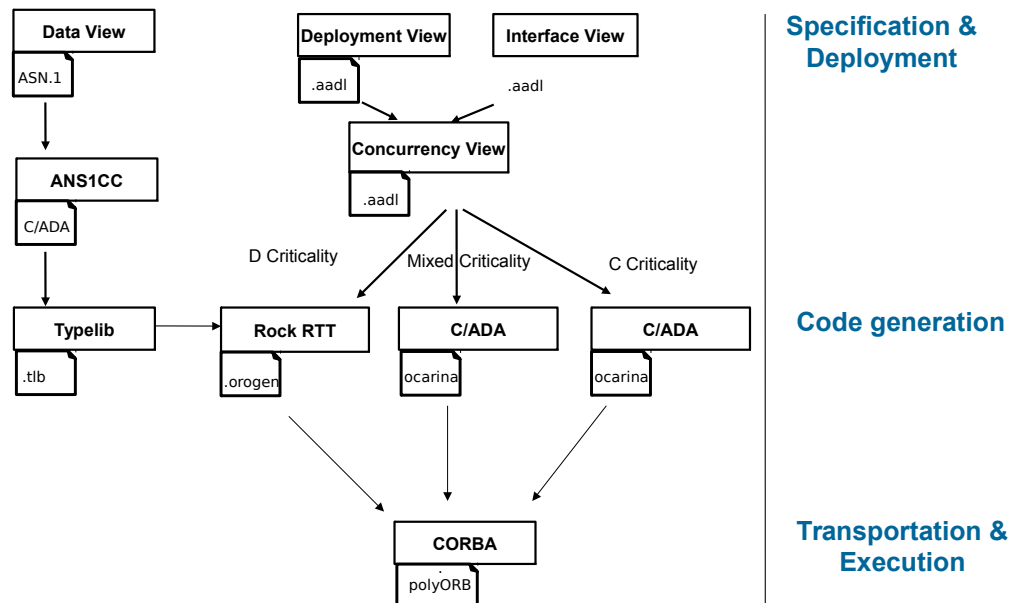 Data View
ASN.1
Deployment View
.aadl
Interface View
.aadl
Specification &
Deployment
Concurrency View
.aadl
ANS1CC
C/ADA
D Criticality
Mixed Criticality
C Criticality
Typelib
.tlb
Rock RTT
.orogen
C/ADA
ocarina
C/ADA
ocarina
Code generation
CORBA
polyORB
Transportation &
Execution